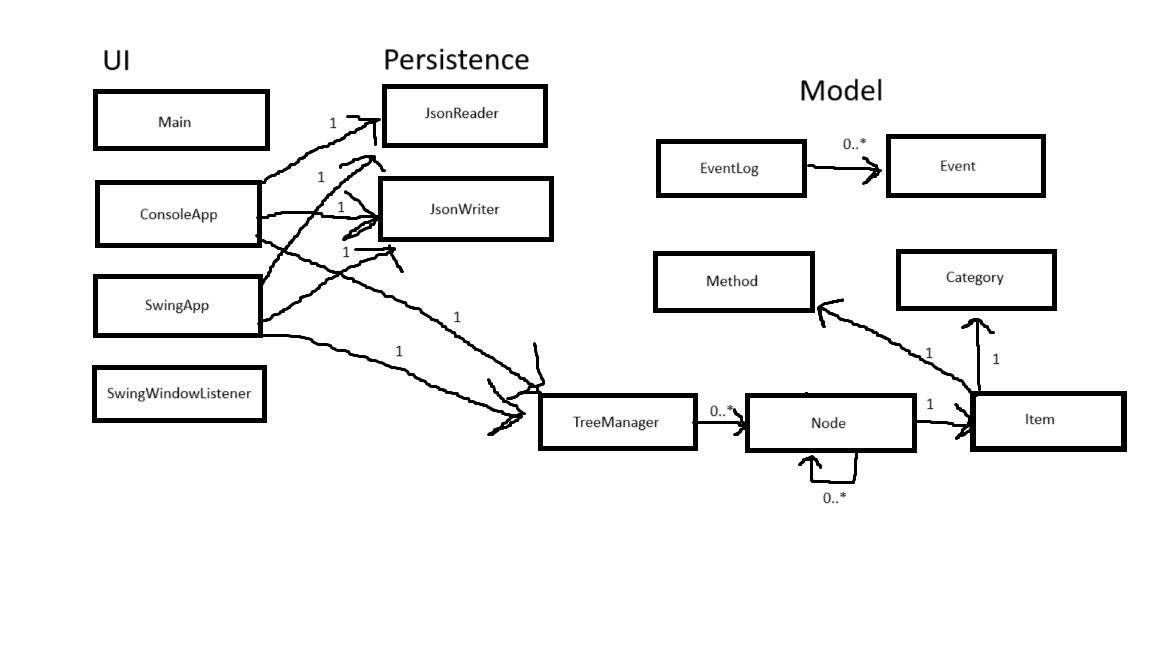 UI
Persistence
Model
Main
JsonReader
1
EventLog
0..*
Event
1
ConsoleApp
1
JsonWriter
1
SwingApp
Method
Category
1
1
1
1
SwingWindowListener
TreeManager
0..*
Node
1
Item
0..*